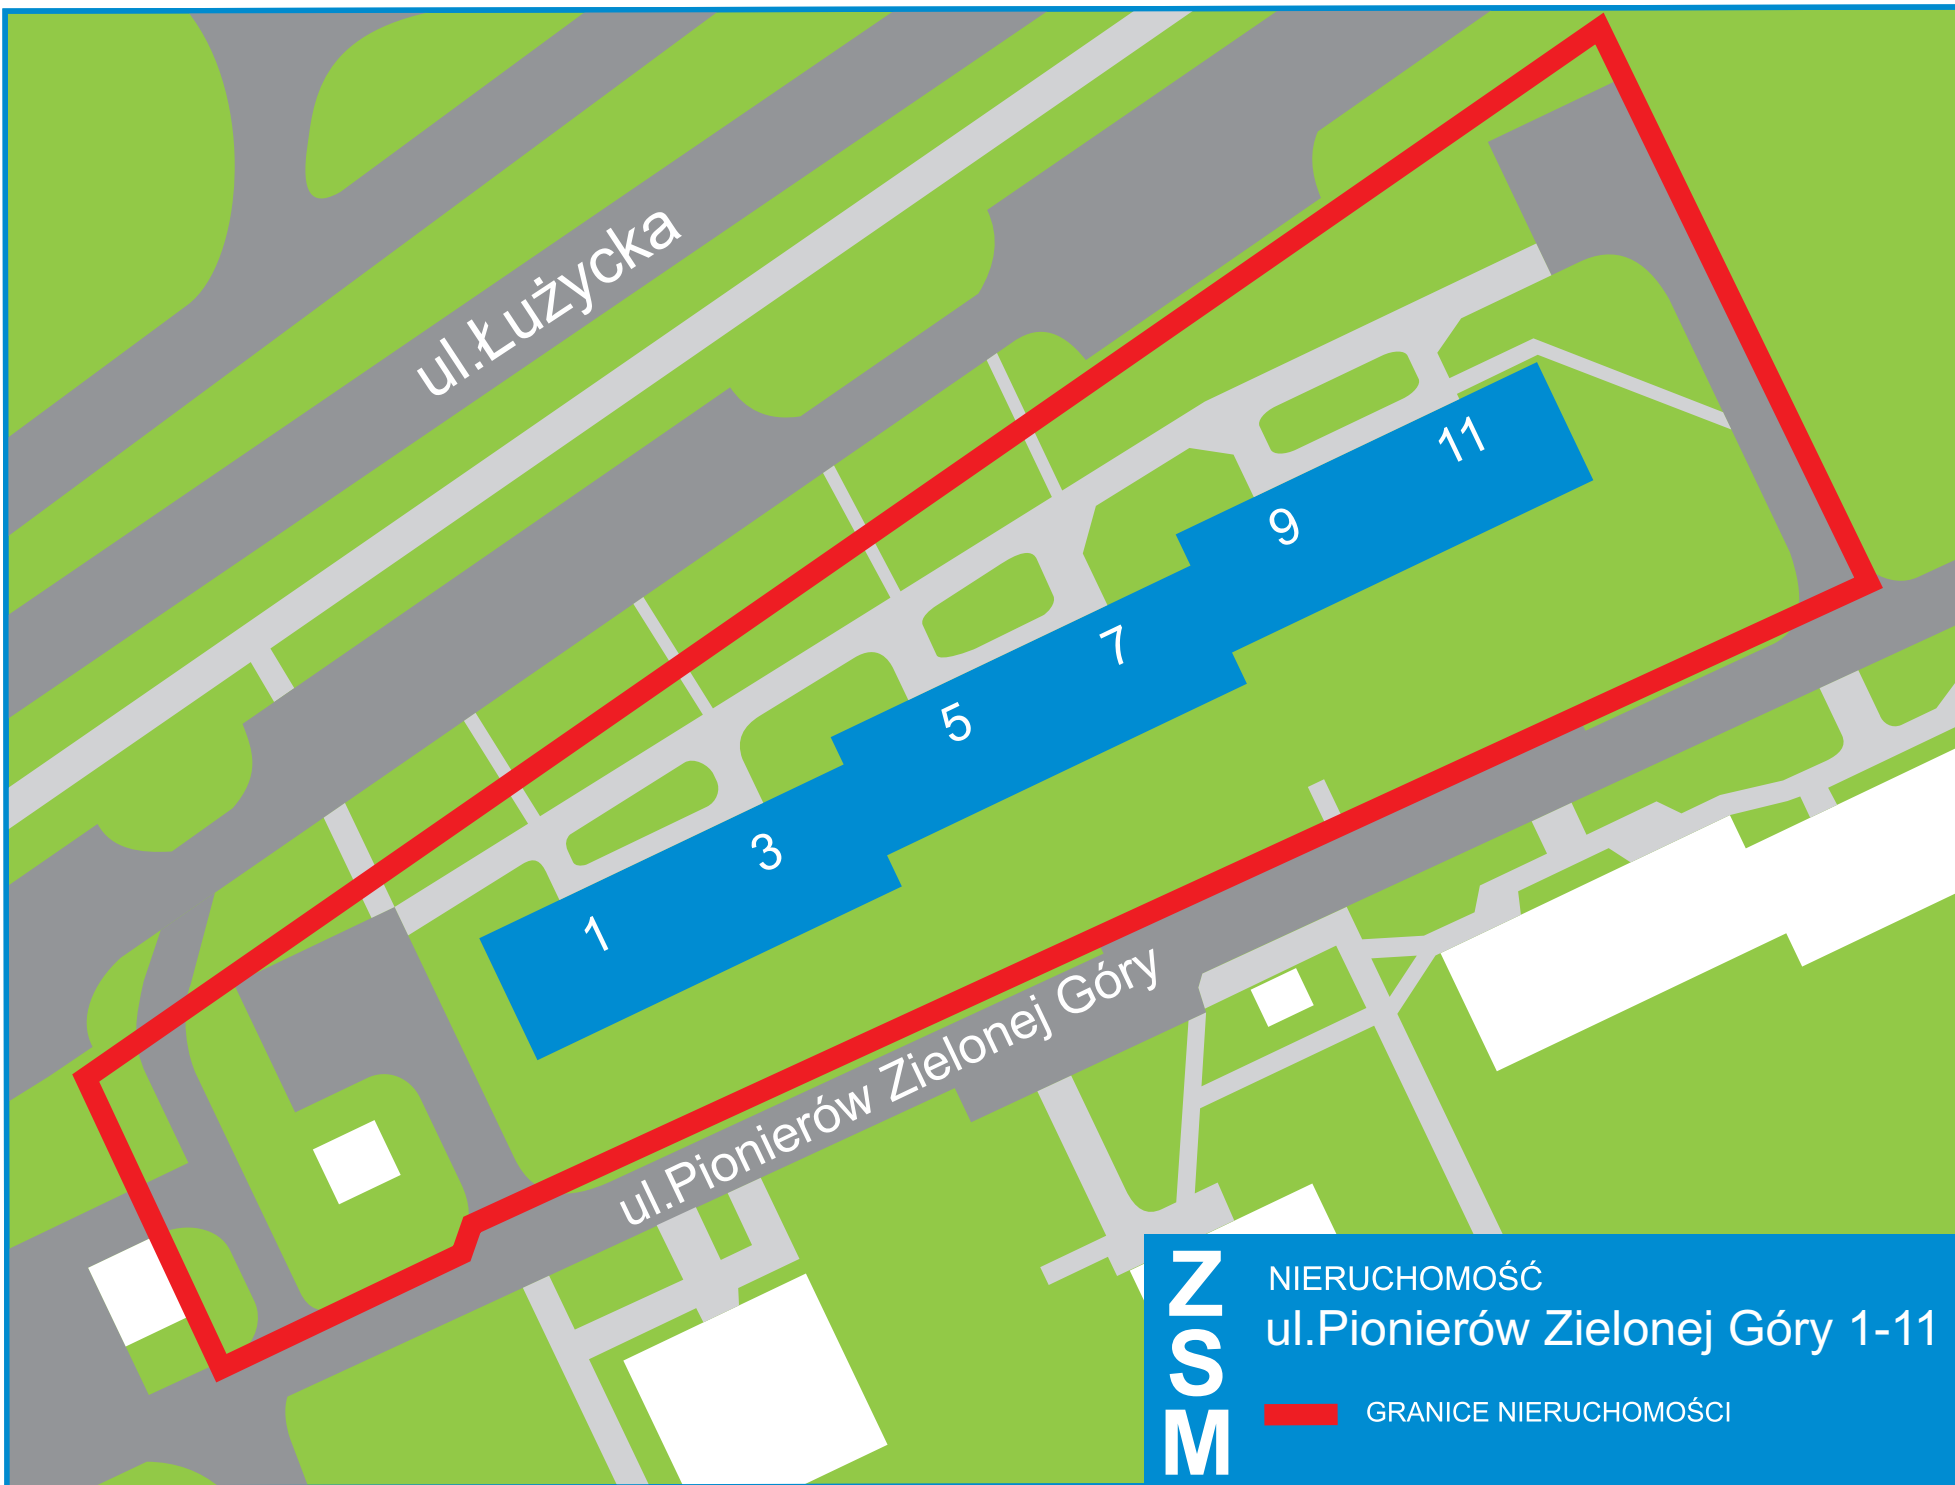 ul.Łużycka
11
9
7
5
3
1
ul.Pionierów Zielonej Góry
Z
S
M
NIERUCHOMOŚĆ
ul.Pionierów Zielonej Góry 1-11
GRANICE NIERUCHOMOŚCI